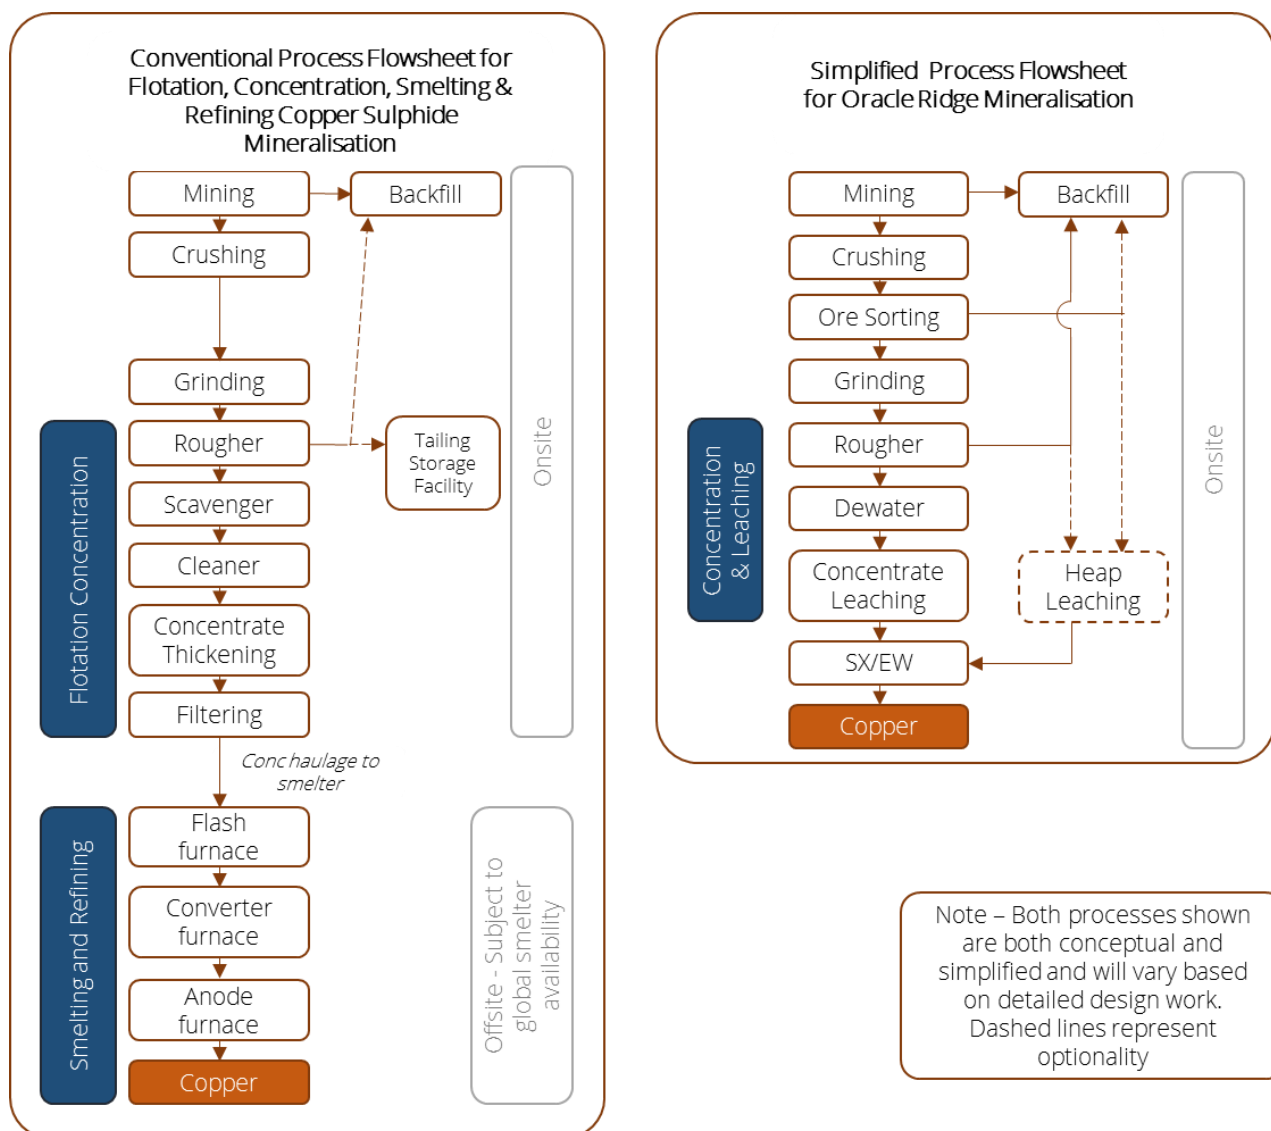 Conventional Process Flowsheet for
Flotation, Concentration, Smelting &
Refining Copper Sulphide
Mineralisation
Mining
Backfill
Crushing
Grinding
Rougher
Tailing
Storage
Facility
Scavenger
Cleaner
Concentrate
Thickening
Filtering
Flotation Concentration
Onsite
Conc haulage to
smelter
Flash
furnace
Converter
furnace
Anode
furnace
Copper
Smelting and Refining
Offsite - Subject to
global smelter
availability
Simplified Process Flowsheet
for Oracle Ridge Mineralisation
Mining
Backfill
Crushing
Ore Sorting
Grinding
Rougher
Dewater
Concentrate
Leaching
Heap
Leaching
SX/EW
Copper
Concentration
& Leaching
Onsite
Note – Both processes shown
are both conceptual and
simplified and will vary based
on detailed design work.
Dashed lines represent
optionality